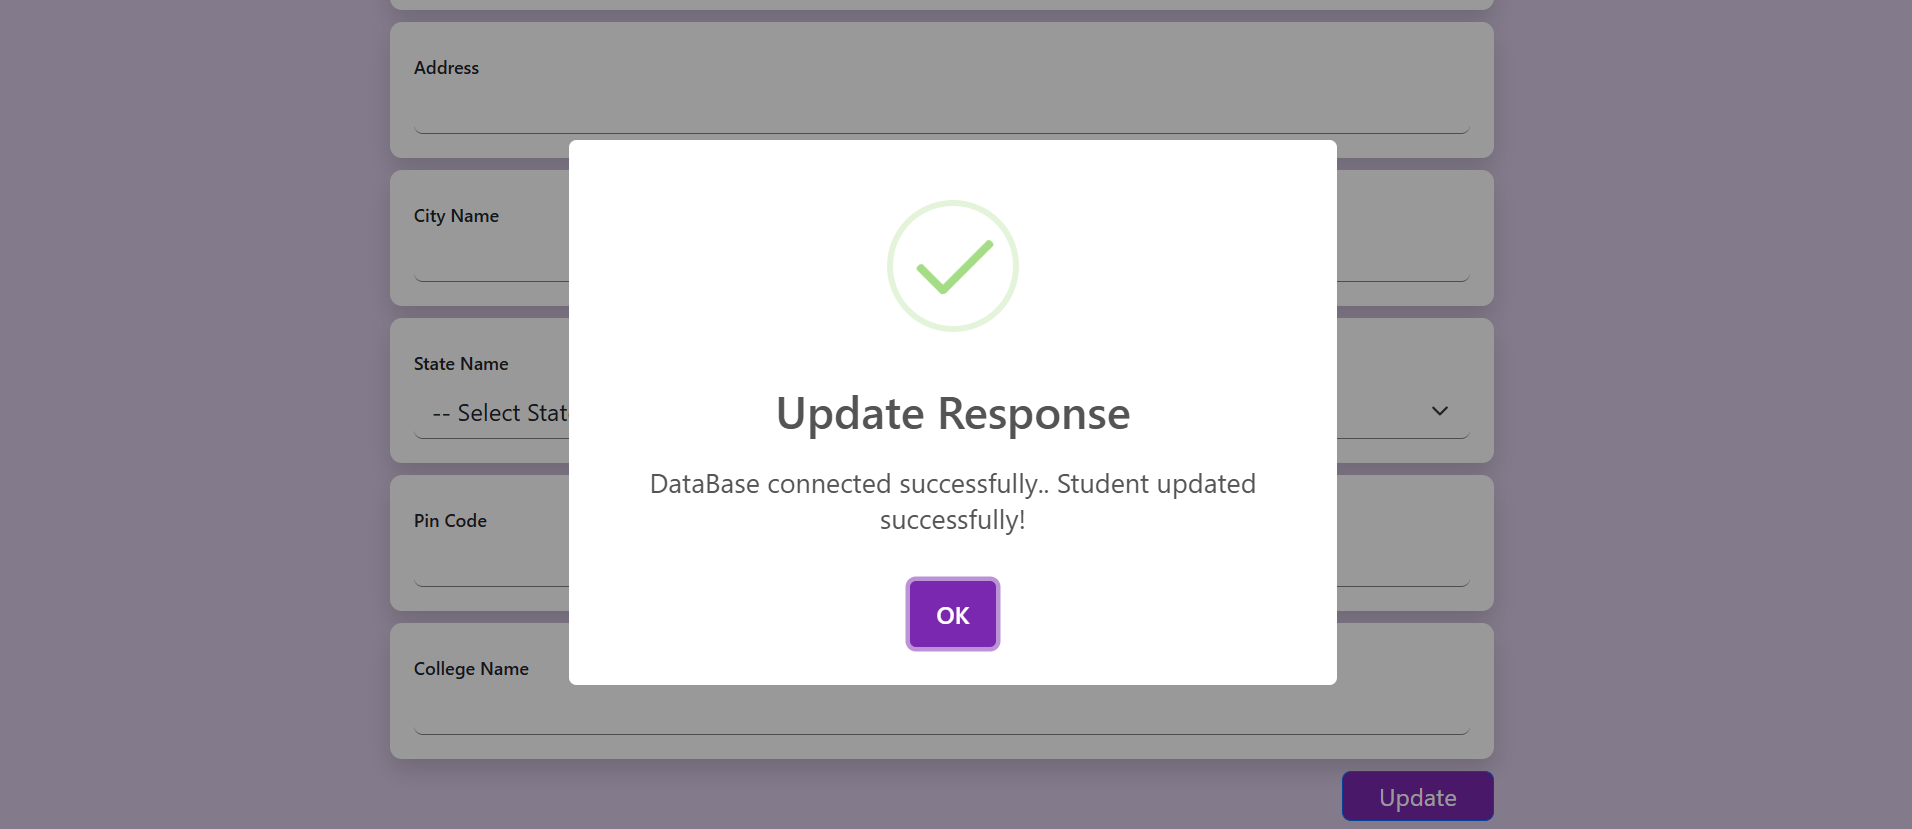 Address
City Name
State Name
-- Select Stat
Pin Code
College Name
Update Response
DataBase connected successfully.. Student updated
successfully!
OK
Update